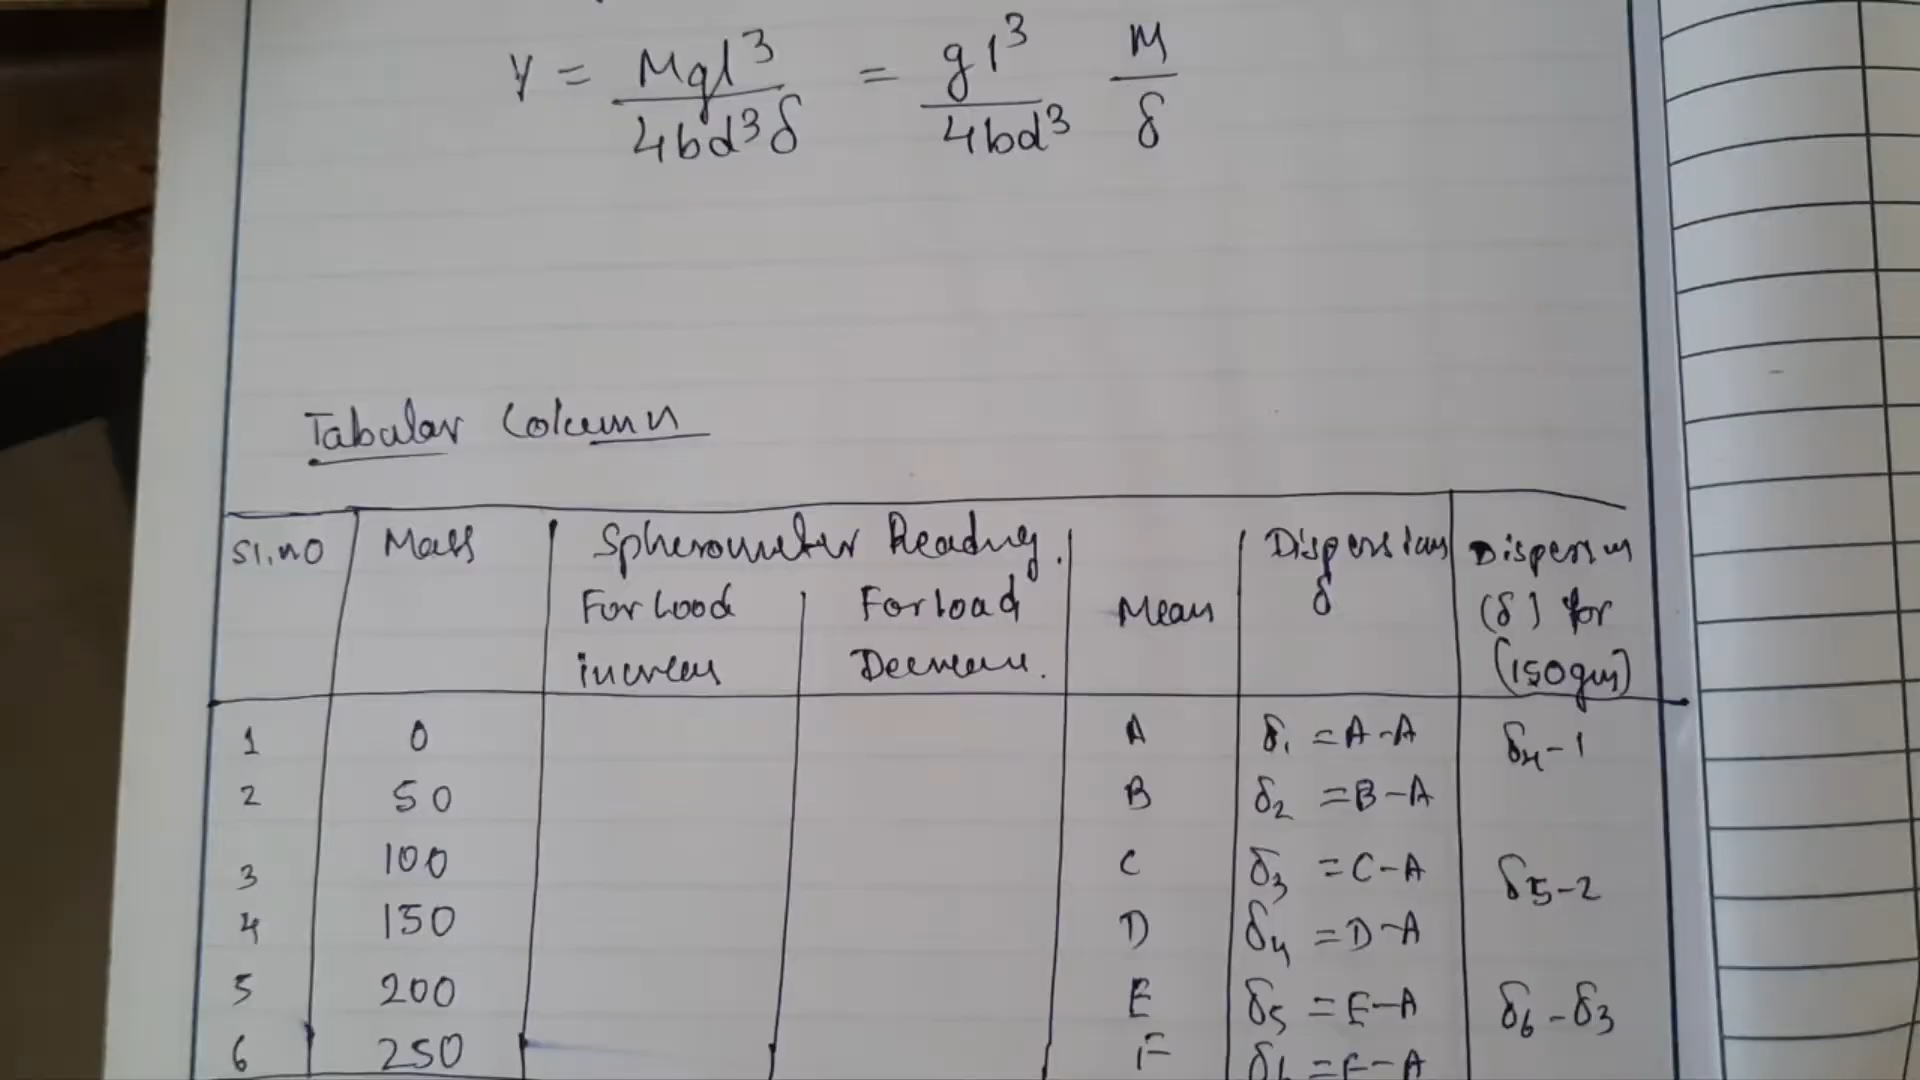 Y = Mgl³/4bd³δ = gl³/4bd³ M/δ
Tabular Column
Sl.no Mass Spherometer Reading. Mean Dispersion δ Dispersion (δ) for (150gm)
For Load increas For load Decrease.
1 0 A δ1 = A-A δ4-1
2 50 B δ2 = B-A
3 100 C δ3 = C-A δ5-2
4 150 D δ4 = D-A
5 200 E δ5 = E-A δ6-δ3
6 250 F δ6 = F-A